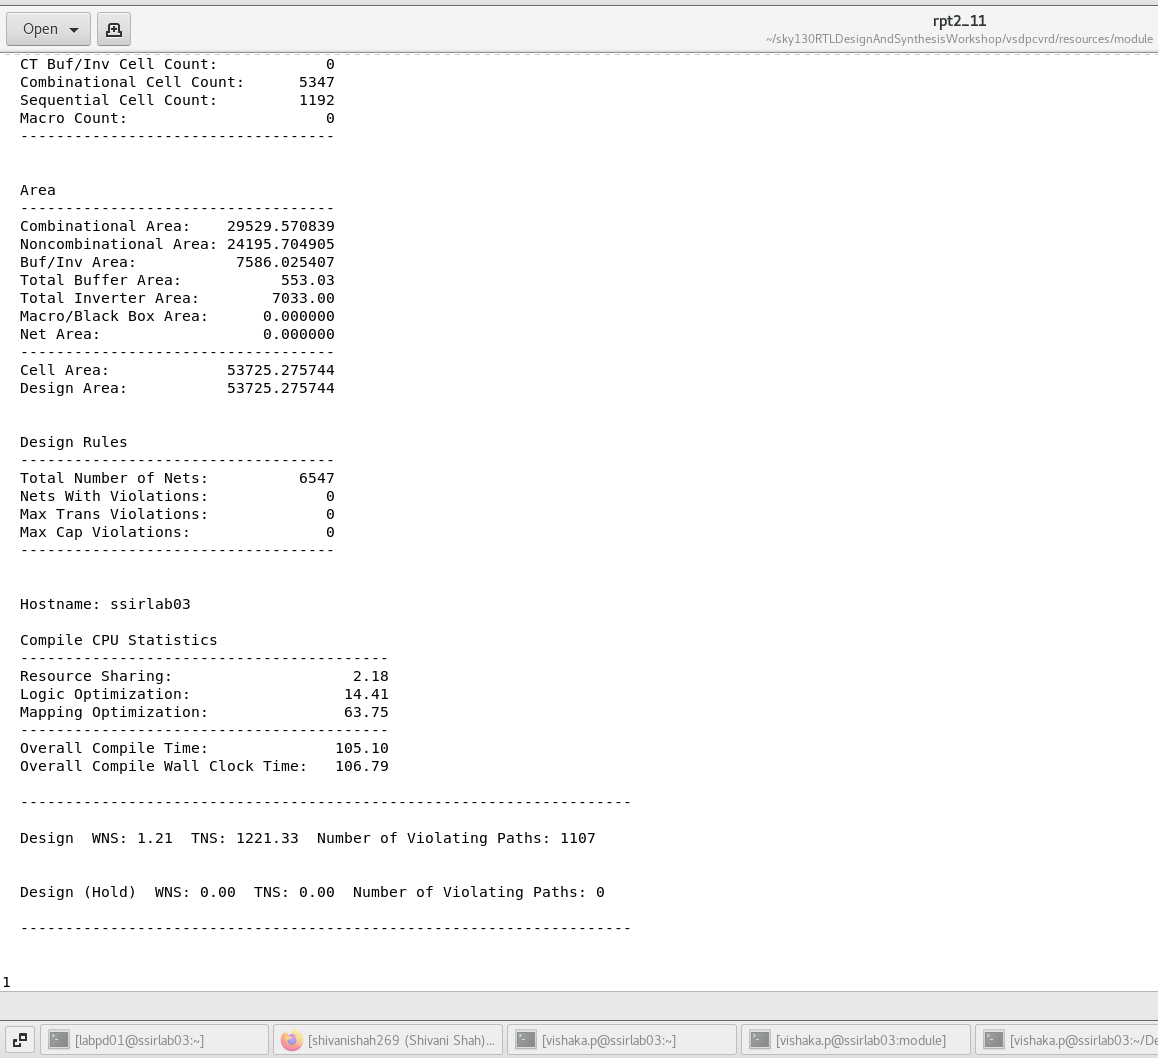 Open
rpt2_11
~/sky130RTLDesignAndSynthesisWorkshop/vsdpcvrd/resources/module
CT Buf/Inv Cell Count:            0
Combinational Cell Count:      5347
Sequential Cell Count:         1192
Macro Count:                      0
-----------------------------------
Area
-----------------------------------
Combinational Area:    29529.570839
Noncombinational Area: 24195.704905
Buf/Inv Area:           7586.025407
Total Buffer Area:           553.03
Total Inverter Area:        7033.00
Macro/Black Box Area:      0.000000
Net Area:                  0.000000
-----------------------------------
Cell Area:             53725.275744
Design Area:           53725.275744
Design Rules
-----------------------------------
Total Number of Nets:          6547
Nets With Violations:             0
Max Trans Violations:             0
Max Cap Violations:               0
-----------------------------------
Hostname: ssirlab03
Compile CPU Statistics
-----------------------------------------
Resource Sharing:                    2.18
Logic Optimization:                 14.41
Mapping Optimization:               63.75
-----------------------------------------
Overall Compile Time:              105.10
Overall Compile Wall Clock Time:   106.79
--------------------------------------------------------------------
Design  WNS: 1.21  TNS: 1221.33  Number of Violating Paths: 1107
Design (Hold)  WNS: 0.00  TNS: 0.00  Number of Violating Paths: 0
--------------------------------------------------------------------
1
[labpd01@ssirlab03:~]
[shivanishah269 (Shivani Shah)...
[vishaka.p@ssirlab03:~]
[vishaka.p@ssirlab03:module]
[vishaka.p@ssirlab03:~/De